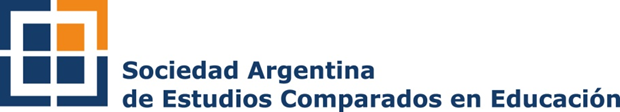 Sociedad Argentina
de Estudios Comparados en Educación